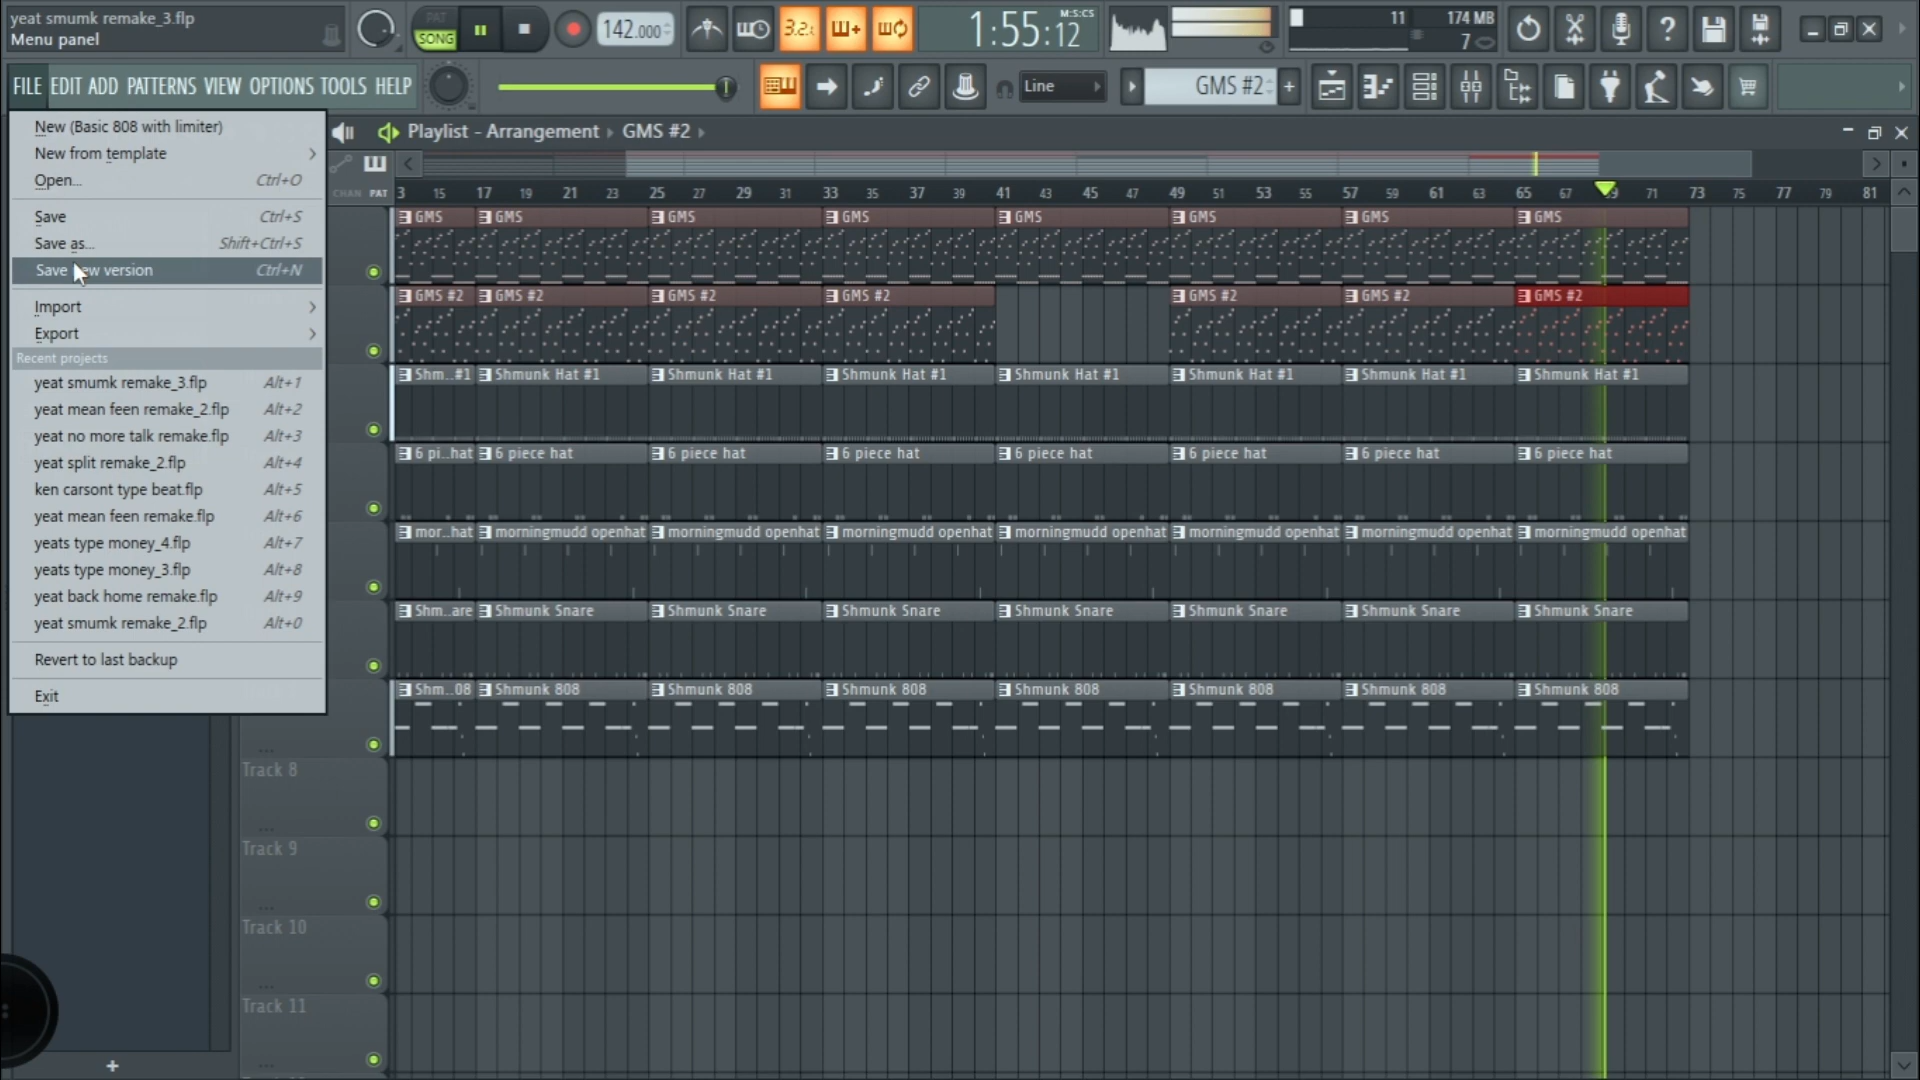 yeat smumk remake_3.flp
Menu panel
PAT
SONG
142.000
3.2.:
1:55:12
M:S:CS
11
174 MB
7
FILE EDIT ADD PATTERNS VIEW OPTIONS TOOLS HELP
Line
GMS #2
New (Basic 808 with limiter)
New from template
Open... Ctrl+O
Save Ctrl+S
Save as... Shift+Ctrl+S
Save new version Ctrl+N
Import
Export
Recent projects
yeat smumk remake_3.flp Alt+1
yeat mean feen remake_2.flp Alt+2
yeat no more talk remake.flp Alt+3
yeat split remake_2.flp Alt+4
ken carsont type beat.flp Alt+5
yeat mean feen remake.flp Alt+6
yeats type money_4.flp Alt+7
yeats type money_3.flp Alt+8
yeat back home remake.flp Alt+9
yeat smumk remake_2.flp Alt+0
Revert to last backup
Exit
Playlist - Arrangement › GMS #2 ›
CHAN PAT
3 15 17 19 21 23 25 27 29 31 33 35 37 39 41 43 45 47 49 51 53 55 57 59 61 63 65 67 71 73 75 77 79 81
GMS GMS GMS GMS GMS GMS GMS GMS
GMS #2 GMS #2 GMS #2 GMS #2 GMS #2 GMS #2 GMS #2
Shm..#1 Shmunk Hat #1 Shmunk Hat #1 Shmunk Hat #1 Shmunk Hat #1 Shmunk Hat #1 Shmunk Hat #1 Shmunk Hat #1
6 pi..hat 6 piece hat 6 piece hat 6 piece hat 6 piece hat 6 piece hat 6 piece hat 6 piece hat
mor..hat morningmudd openhat morningmudd openhat morningmudd openhat morningmudd openhat morningmudd openhat morningmudd openhat morningmudd openhat
Shm..are Shmunk Snare Shmunk Snare Shmunk Snare Shmunk Snare Shmunk Snare Shmunk Snare Shmunk Snare
Shm..08 Shmunk 808 Shmunk 808 Shmunk 808 Shmunk 808 Shmunk 808 Shmunk 808 Shmunk 808
Track 8
Track 9
Track 10
Track 11